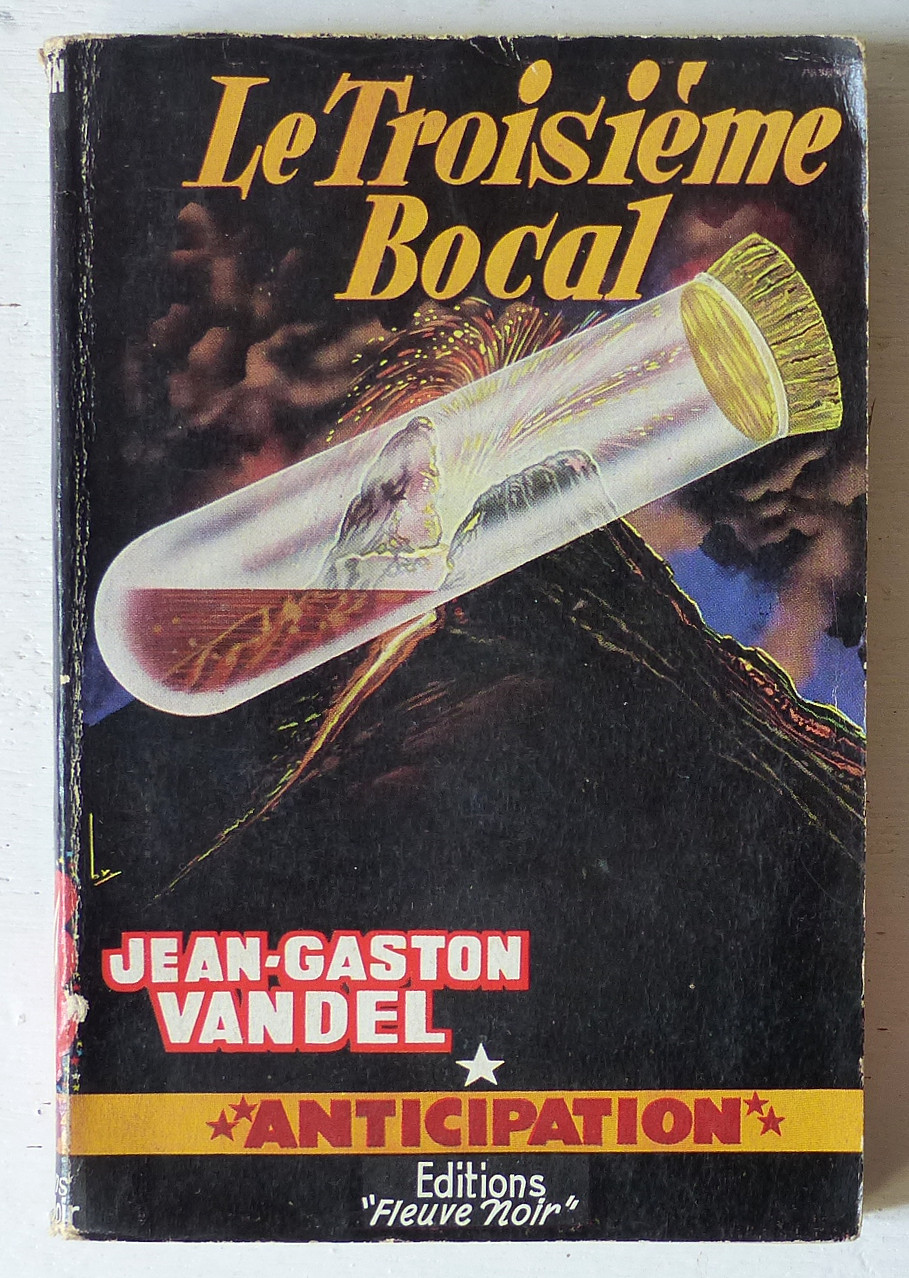 Le Troisième
Bocal
JEAN-GASTON
VANDEL
ANTICIPATION
Editions
"Fleuve Noir"